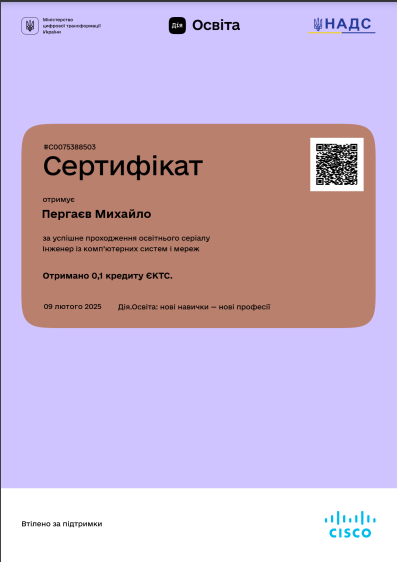 Міністерство
цифрової трансформації
України
Дія Освіта
НАДС
#C0075388503
Сертифікат
отримує
Пергаєв Михайло
за успішне проходження освітнього серіалу
Інженер із комп'ютерних систем і мереж
Отримано 0,1 кредиту ЄКТС.
09 лютого 2025 Дія.Освіта: нові навички — нові професії
Втілено за підтримки
CISCO